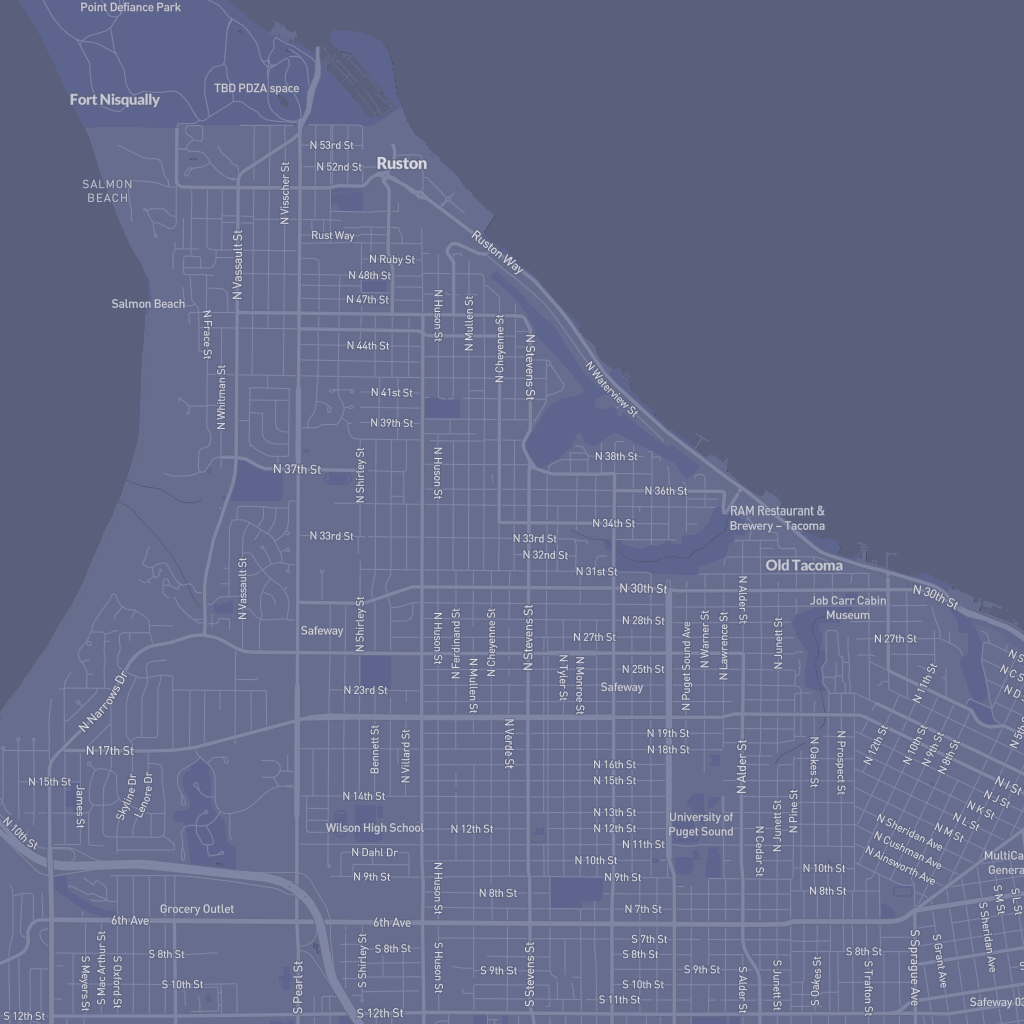 Point Defiance Park
TBD PDZA space
Fort Nisqually
N 53rd St
N 52nd St
Ruston
SALMON
BEACH
N Visscher St
Rust Way
Ruston Way
N Vassault St
N Ruby St
N 48th St
N 47th St
Salmon Beach
N Frace St
N Huson St
N Mullen St
N Cheyenne St
N Stevens St
N 44th St
N Whitman St
N 41st St
N Waterview St
N 39th St
N 38th St
N 37th St
N Shirley St
N Huson St
N 36th St
RAM Restaurant &
Brewery – Tacoma
N 34th St
N 33rd St
N 33rd St
N 32nd St
Old Tacoma
N 31st St
N Vassault St
N 30th St
N Alder St
N 30th St
Job Carr Cabin
Museum
Safeway
N Shirley St
N Huson St
N Ferdinand St
N Cheyenne St
N Stevens St
N 28th St
N 27th St
N Puget Sound Ave
N Warner St
N Lawrence St
N Junett St
N 27th St
N Mullen St
N Tyler St
N Monroe St
N 25th St
Safeway
N 23rd St
N Narrows Dr
N 11th St
N C S
N D
N 5th
N 17th St
Bennett St
N Villard St
N Verde St
N 19th St
N 18th St
N Alder St
N Oakes St
N Prospect St
N 12th St
N 10th St
N 9th St
N 8th St
N 16th St
N 15th St
N 15th St
James St
Skyline Dr
Lenore Dr
N 14th St
N I St
N J St
N K St
N L St
N M St
N 13th St
N 12th St
N 11th St
University of
Puget Sound
N Junett St
N Pine St
N Cedar St
Wilson High School
N 12th St
N 10th St
N Sheridan Ave
N Cushman Ave
N Ainsworth Ave
N Dahl Dr
N 9th St
N 10th St
N 9th St
N 10th St
N 8th St
MultiCa
Genera
N Huson St
N 8th St
N 7th St
Grocery Outlet
6th Ave
6th Ave
S M St
S L St
S Sheridan Ave
S Meyers St
S Mac Arthur St
S Oxford St
S 8th St
S 10th St
S Pearl St
S Shirley St
S 8th St
S Huson St
S 9th St
S Stevens St
S 7th St
S 8th St
S 9th St
S 10th St
S 11th St
S Alder St
S Junett St
S Oakes St
S 8th St
S Trafton St
S Sprague Ave
S Grant Ave
S 12th St
S 12th St
Safeway 03